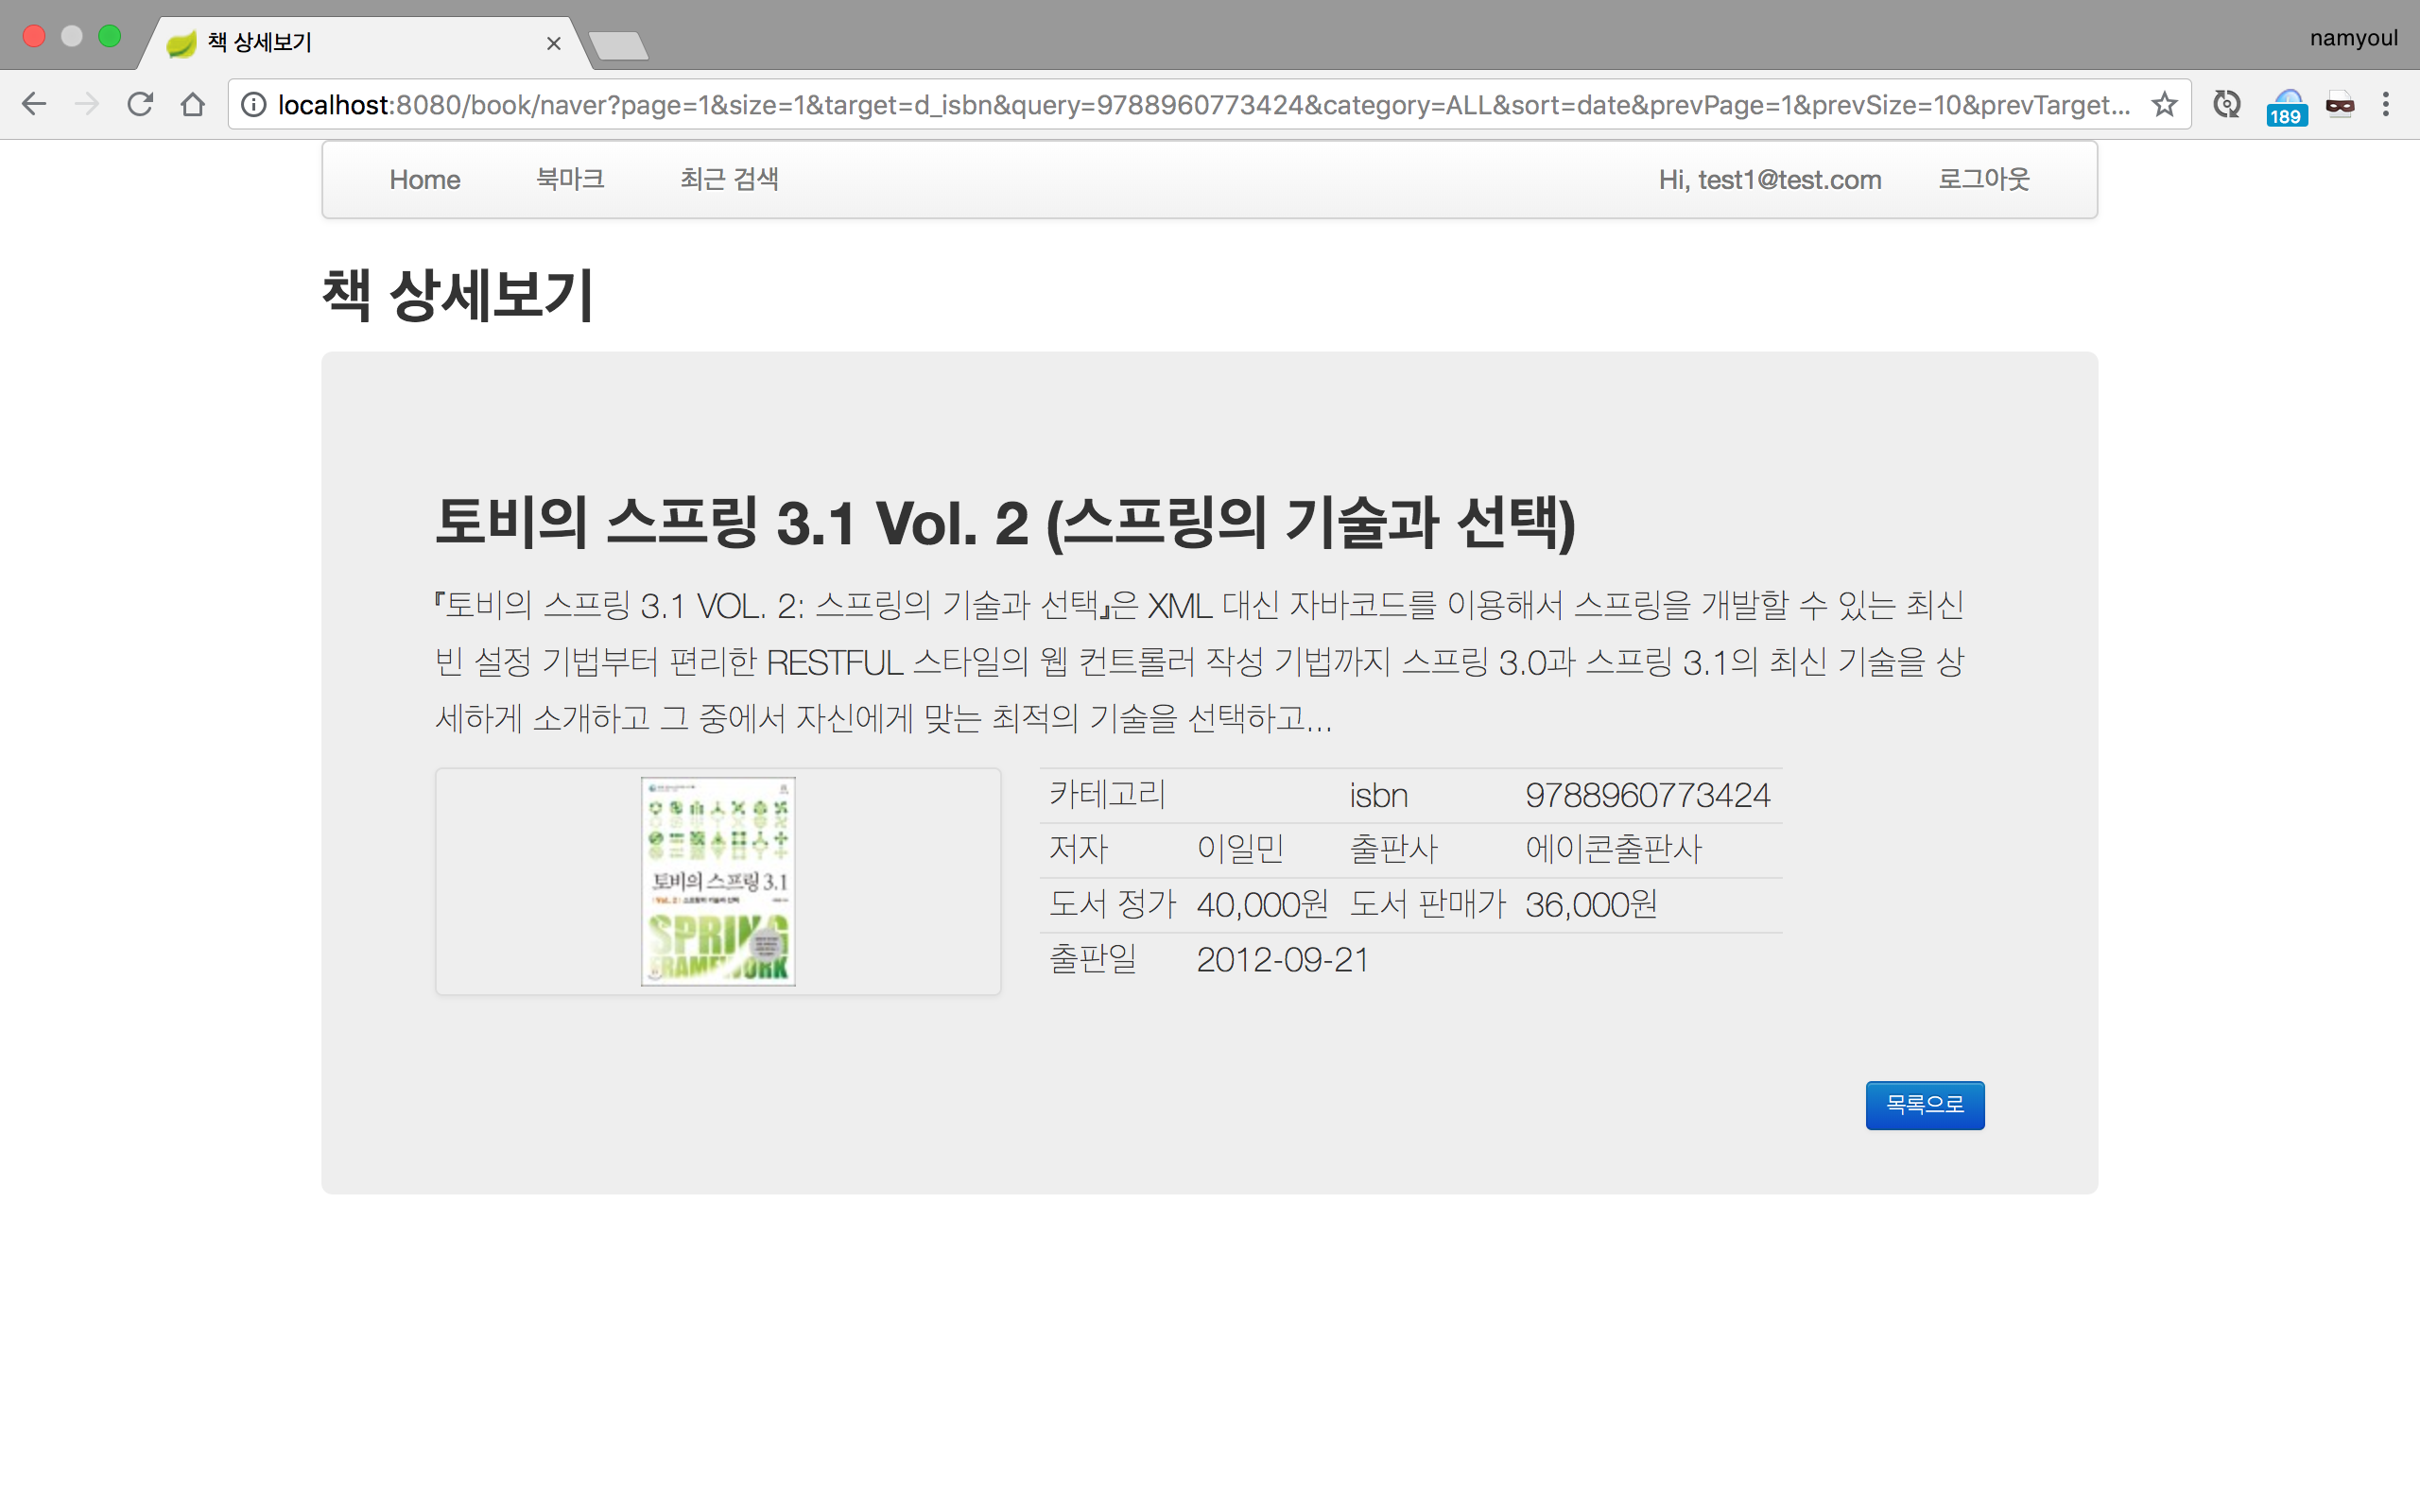 책 상세보기
namyoul
localhost:8080/book/naver?page=1&size=1&target=d_isbn&query=9788960773424&category=ALL&sort=date&prevPage=1&prevSize=10&prevTarget...
189
Home 북마크 최근 검색 Hi, test1@test.com 로그아웃
책 상세보기
토비의 스프링 3.1 Vol. 2 (스프링의 기술과 선택)
『토비의 스프링 3.1 VOL. 2: 스프링의 기술과 선택』은 XML 대신 자바코드를 이용해서 스프링을 개발할 수 있는 최신
빈 설정 기법부터 편리한 RESTFUL 스타일의 웹 컨트롤러 작성 기법까지 스프링 3.0과 스프링 3.1의 최신 기술을 상
세하게 소개하고 그 중에서 자신에게 맞는 최적의 기술을 선택하고...
토비의 스프링 3.1
Vol. 2 : 스프링의 기술과 선택
SPRING
FRAMEWORK
카테고리 isbn 9788960773424
저자 이일민 출판사 에이콘출판사
도서 정가 40,000원 도서 판매가 36,000원
출판일 2012-09-21
목록으로